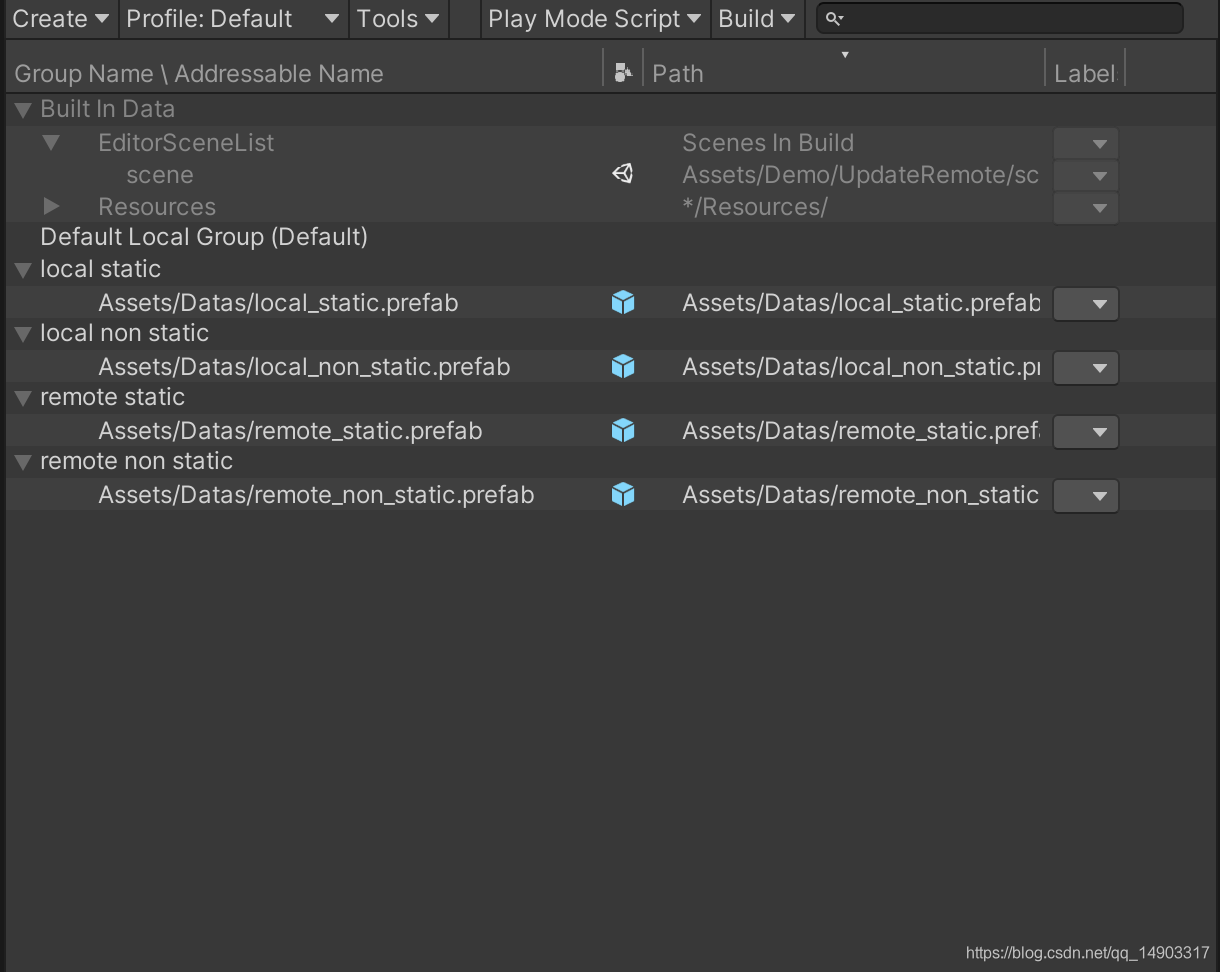 Create Profile: Default Tools Play Mode Script Build
Group Name \ Addressable Name Path Label
Built In Data
EditorSceneList Scenes In Build
scene Assets/Demo/UpdateRemote/sc
Resources */Resources/
Default Local Group (Default)
local static
Assets/Datas/local_static.prefab Assets/Datas/local_static.prefab
local non static
Assets/Datas/local_non_static.prefab Assets/Datas/local_non_static.pr
remote static
Assets/Datas/remote_static.prefab Assets/Datas/remote_static.prefa
remote non static
Assets/Datas/remote_non_static.prefab Assets/Datas/remote_non_static
https://blog.csdn.net/qq_14903317